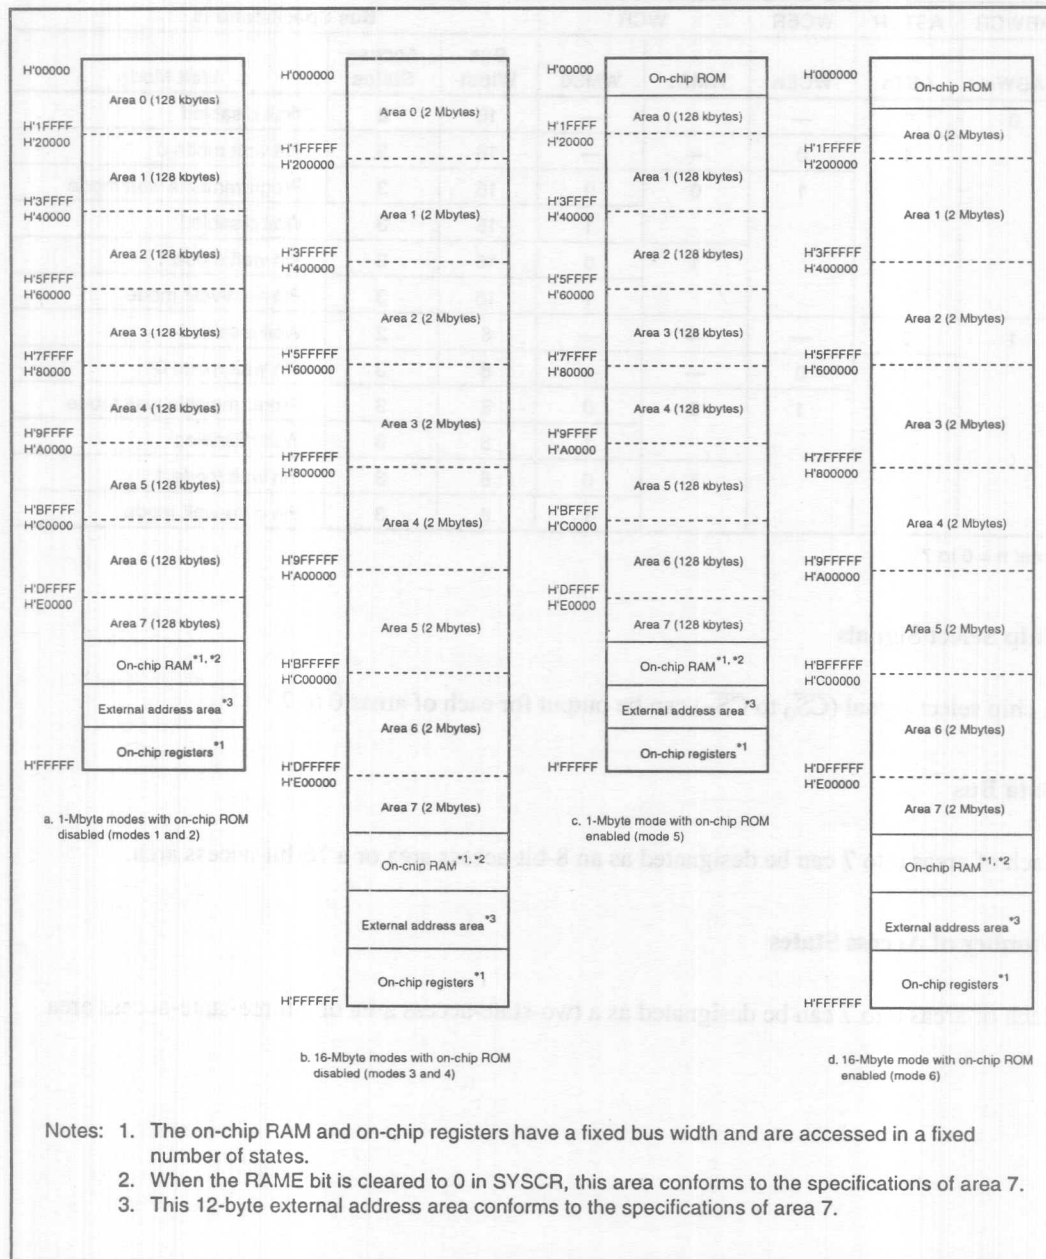 H'00000
Area 0 (128 kbytes)
H'1FFFF
H'20000
Area 1 (128 kbytes)
H'3FFFF
H'40000
Area 2 (128 kbytes)
H'5FFFF
H'60000
Area 3 (128 kbytes)
H'7FFFF
H'80000
Area 4 (128 kbytes)
H'9FFFF
H'A0000
Area 5 (128 kbytes)
H'BFFFF
H'C0000
Area 6 (128 kbytes)
H'DFFFF
H'E0000
Area 7 (128 kbytes)
On-chip RAM*1, *2
External address area*3
On-chip registers*1
H'FFFFF
a. 1-Mbyte modes with on-chip ROM
disabled (modes 1 and 2)
H'000000
Area 0 (2 Mbytes)
H'1FFFFF
H'200000
Area 1 (2 Mbytes)
H'3FFFFF
H'400000
Area 2 (2 Mbytes)
H'5FFFFF
H'600000
Area 3 (2 Mbytes)
H'7FFFFF
H'800000
Area 4 (2 Mbytes)
H'9FFFFF
H'A00000
Area 5 (2 Mbytes)
H'BFFFFF
H'C00000
Area 6 (2 Mbytes)
H'DFFFFF
H'E00000
Area 7 (2 Mbytes)
On-chip RAM*1, *2
External address area*3
On-chip registers*1
H'FFFFFF
b. 16-Mbyte modes with on-chip ROM
disabled (modes 3 and 4)
H'00000
On-chip ROM
Area 0 (128 kbytes)
H'1FFFF
H'20000
Area 1 (128 kbytes)
H'3FFFF
H'40000
Area 2 (128 kbytes)
H'5FFFF
H'60000
Area 3 (128 kbytes)
H'7FFFF
H'80000
Area 4 (128 kbytes)
H'9FFFF
H'A0000
Area 5 (128 kbytes)
H'BFFFF
H'C0000
Area 6 (128 kbytes)
H'DFFFF
H'E0000
Area 7 (128 kbytes)
On-chip RAM*1, *2
External address area*3
On-chip registers*1
H'FFFFF
c. 1-Mbyte mode with on-chip ROM
enabled (mode 5)
H'000000
On-chip ROM
Area 0 (2 Mbytes)
H'1FFFFF
H'200000
Area 1 (2 Mbytes)
H'3FFFFF
H'400000
Area 2 (2 Mbytes)
H'5FFFFF
H'600000
Area 3 (2 Mbytes)
H'7FFFFF
H'800000
Area 4 (2 Mbytes)
H'9FFFFF
H'A00000
Area 5 (2 Mbytes)
H'BFFFFF
H'C00000
Area 6 (2 Mbytes)
H'DFFFFF
H'E00000
Area 7 (2 Mbytes)
On-chip RAM*1, *2
External address area*3
On-chip registers*1
H'FFFFFF
d. 16-Mbyte mode with on-chip ROM
enabled (mode 6)
Notes: 1. The on-chip RAM and on-chip registers have a fixed bus width and are accessed in a fixed
number of states.
2. When the RAME bit is cleared to 0 in SYSCR, this area conforms to the specifications of area 7.
3. This 12-byte external address area conforms to the specifications of area 7.